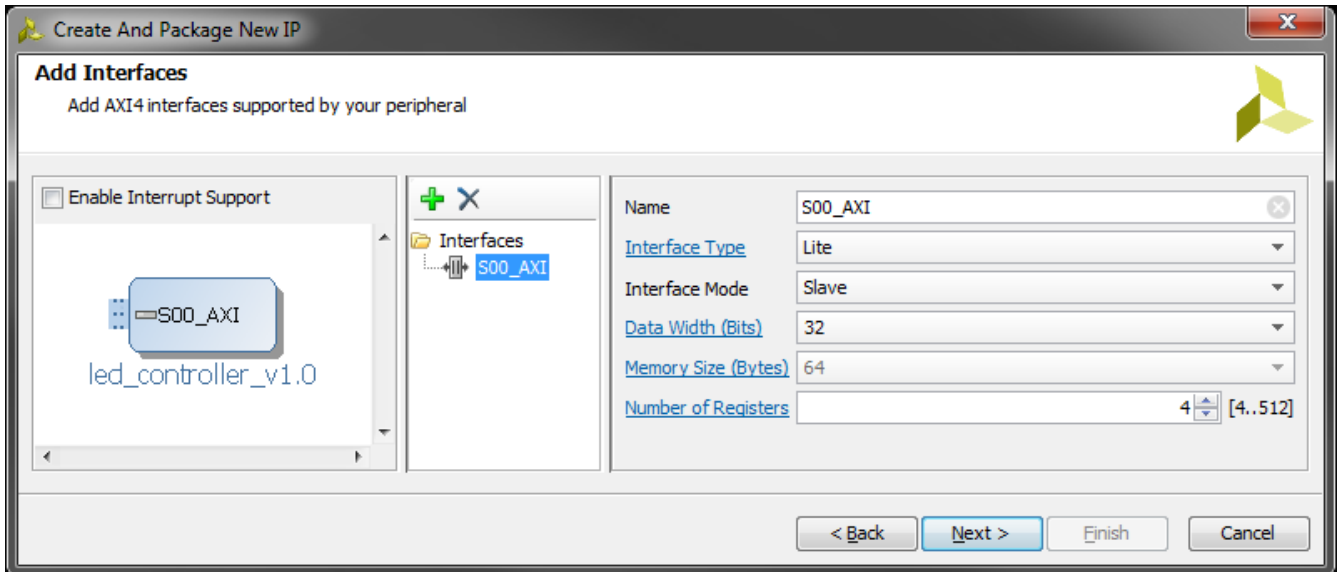 Create And Package New IP
Add Interfaces
Add AXI4 interfaces supported by your peripheral
Enable Interrupt Support
S00_AXI
led_controller_v1.0
Interfaces
S00_AXI
Name S00_AXI
Interface Type Lite
Interface Mode Slave
Data Width (Bits) 32
Memory Size (Bytes) 64
Number of Registers 4 [4..512]
< Back Next > Finish Cancel